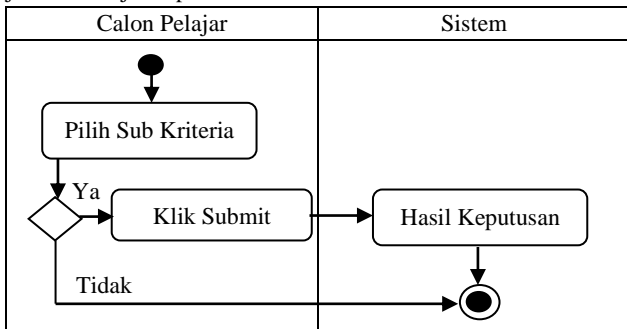 Calon Pelajar
Sistem
Pilih Sub Kriteria
Ya
Klik Submit
Hasil Keputusan
Tidak